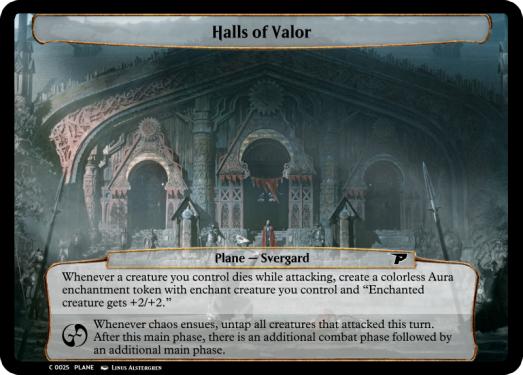 Halls of Valor
Plane — Svergard
Whenever a creature you control dies while attacking, create a colorless Aura
enchantment token with enchant creature you control and “Enchanted
creature gets +2/+2.”
Whenever chaos ensues, untap all creatures that attacked this turn.
After this main phase, there is an additional combat phase followed by
an additional main phase.
C 0025 PLANE Linus Alstergren